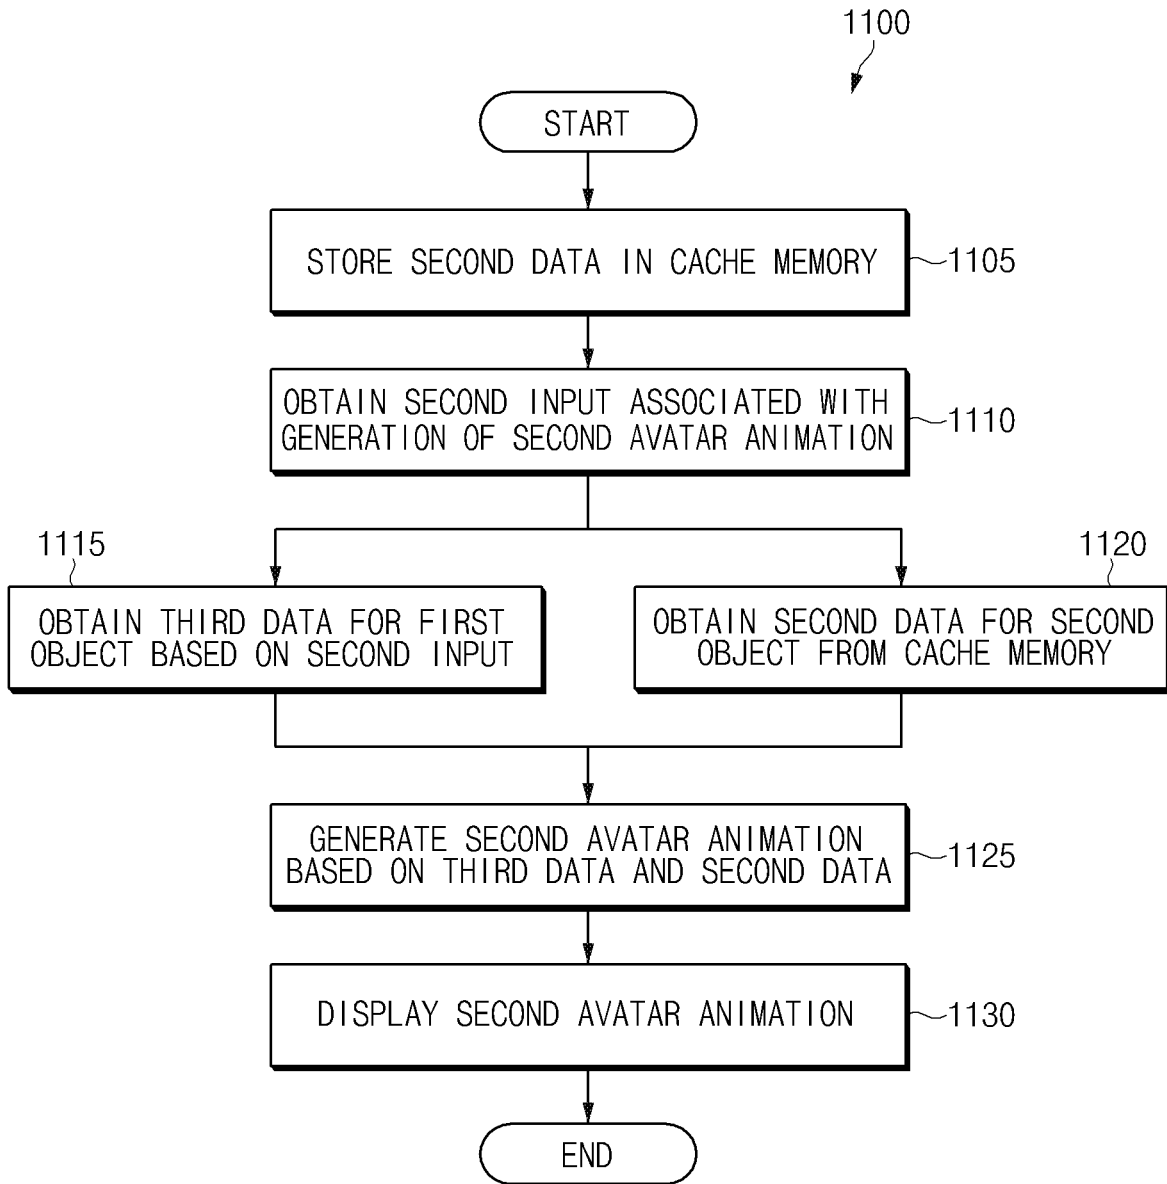 1100
START
STORE SECOND DATA IN CACHE MEMORY
1105
OBTAIN SECOND INPUT ASSOCIATED WITH
GENERATION OF SECOND AVATAR ANIMATION
1110
1115
OBTAIN THIRD DATA FOR FIRST
OBJECT BASED ON SECOND INPUT
1120
OBTAIN SECOND DATA FOR SECOND
OBJECT FROM CACHE MEMORY
GENERATE SECOND AVATAR ANIMATION
BASED ON THIRD DATA AND SECOND DATA
1125
DISPLAY SECOND AVATAR ANIMATION
1130
END